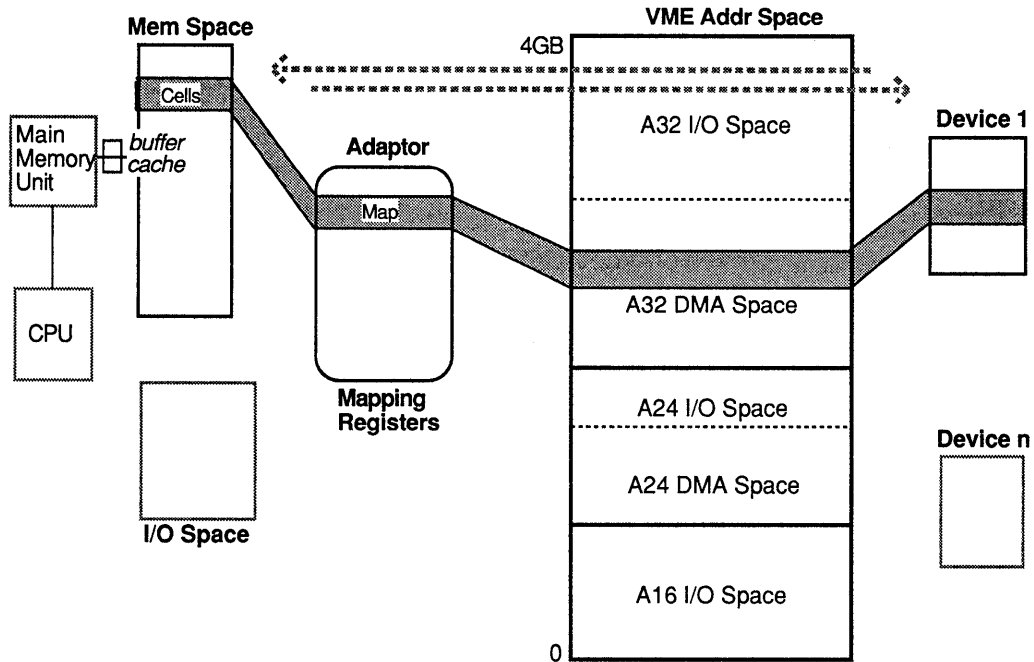 Mem Space
VME Addr Space
4GB
Cells
A32 I/O Space
Device 1
Main
Memory
Unit
buffer
cache
Adaptor
Map
A32 DMA Space
CPU
Mapping
Registers
A24 I/O Space
Device n
A24 DMA Space
I/O Space
A16 I/O Space
0